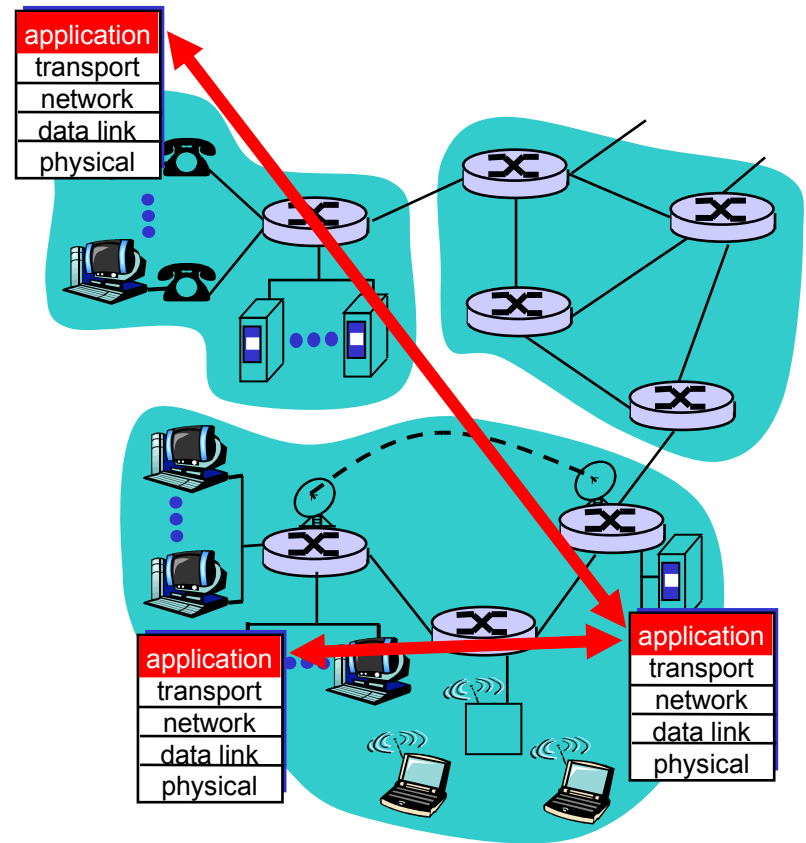 application
transport
network
data link
physical
application
transport
network
data link
physical
application
transport
network
data link
physical